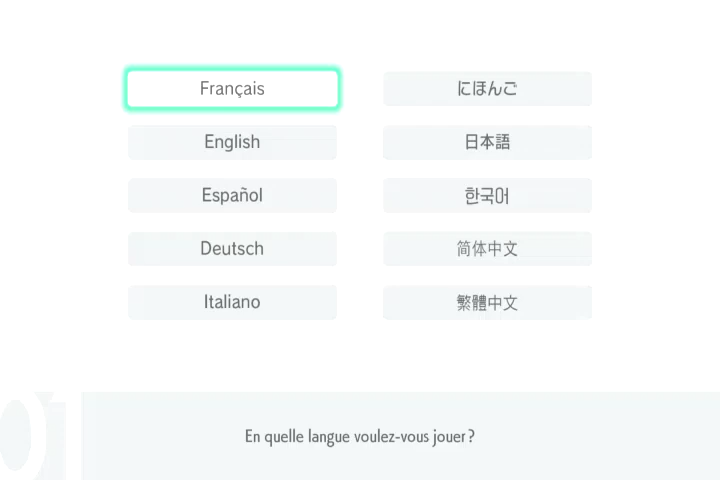 Français
English
Español
Deutsch
Italiano
にほんご
日本語
한국어
简体中文
繁體中文
01
En quelle langue voulez-vous jouer ?